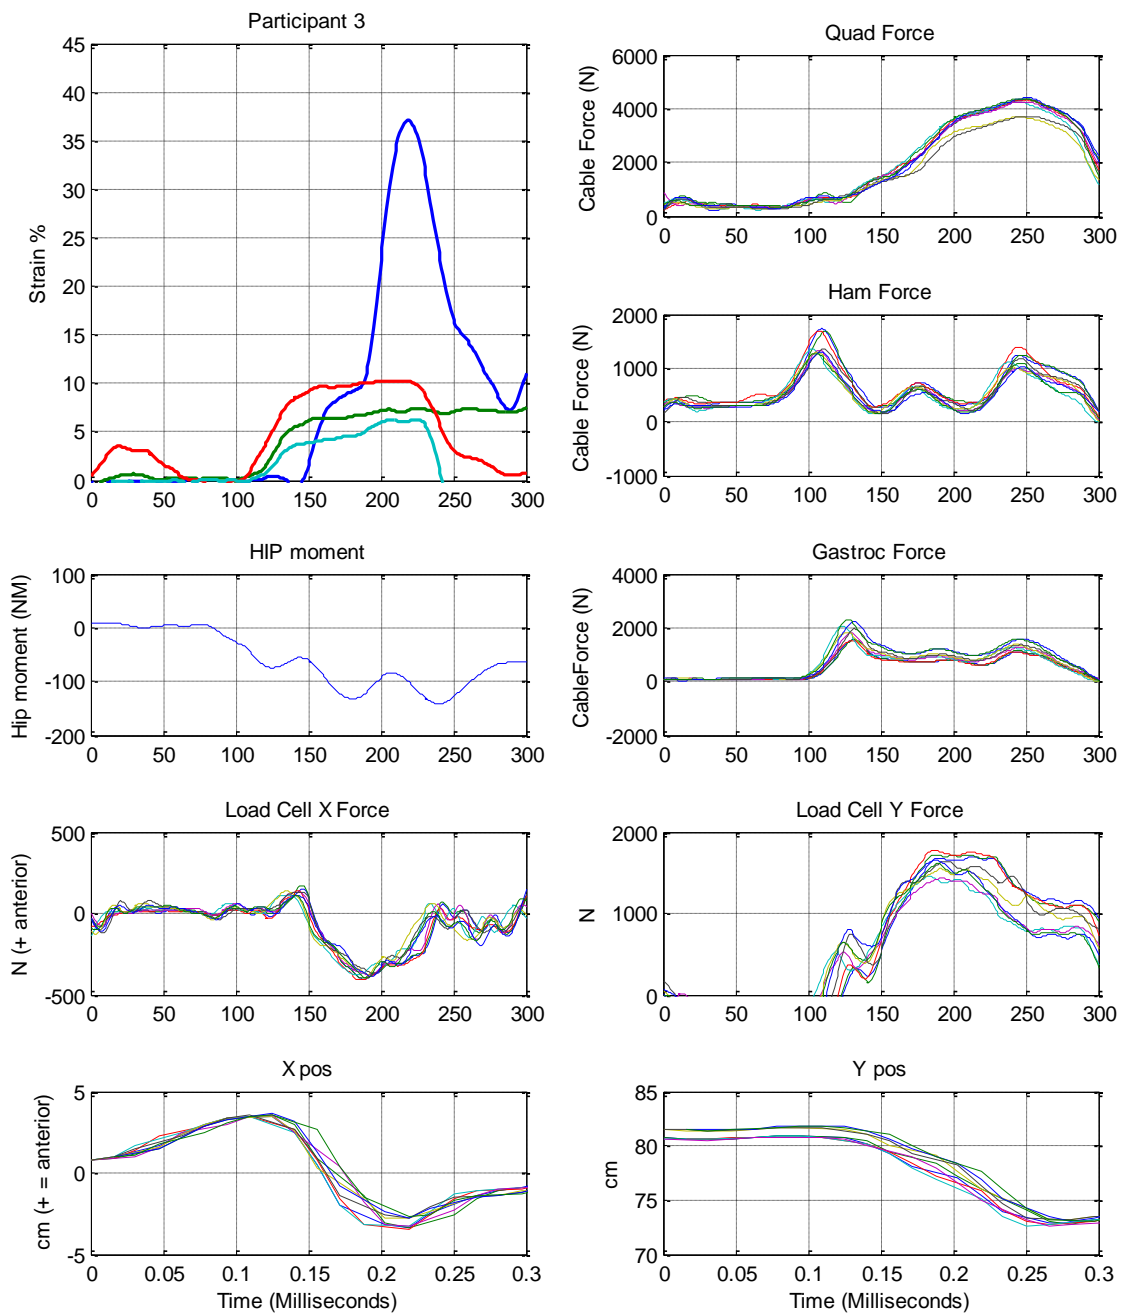 Participant 3
45
40
35
30
25
20
15
10
5
0
Strain %
0 50 100 150 200 250 300
Quad Force
6000
4000
2000
0
Cable Force (N)
0 50 100 150 200 250 300
Ham Force
2000
1000
0
-1000
Cable Force (N)
0 50 100 150 200 250 300
HIP moment
100
0
-100
-200
Hip moment (NM)
0 50 100 150 200 250 300
Gastroc Force
4000
2000
0
-2000
CableForce (N)
0 50 100 150 200 250 300
Load Cell X Force
500
0
-500
N (+ anterior)
0 50 100 150 200 250 300
Load Cell Y Force
2000
1000
0
N
0 50 100 150 200 250 300
X pos
5
0
-5
cm (+ = anterior)
0 0.05 0.1 0.15 0.2 0.25 0.3
Time (Milliseconds)
Y pos
85
80
75
70
cm
0 0.05 0.1 0.15 0.2 0.25 0.3
Time (Milliseconds)